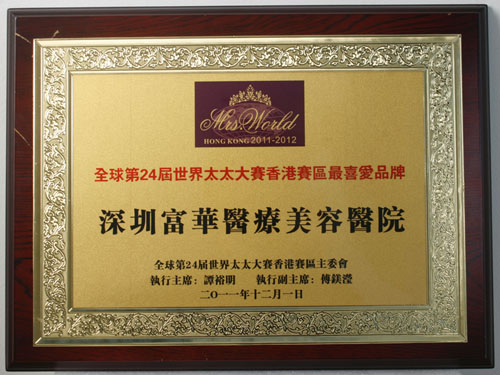 Mrs. World
HONG KONG 2011-2012
全球第24屆世界太太大賽香港賽區最喜愛品牌
深圳富華醫療美容醫院
全球第24屆世界太太大賽香港賽區主委會
執行主席：譚裕明 執行副主席：傅鎂瀅
二〇一一年十二月一日